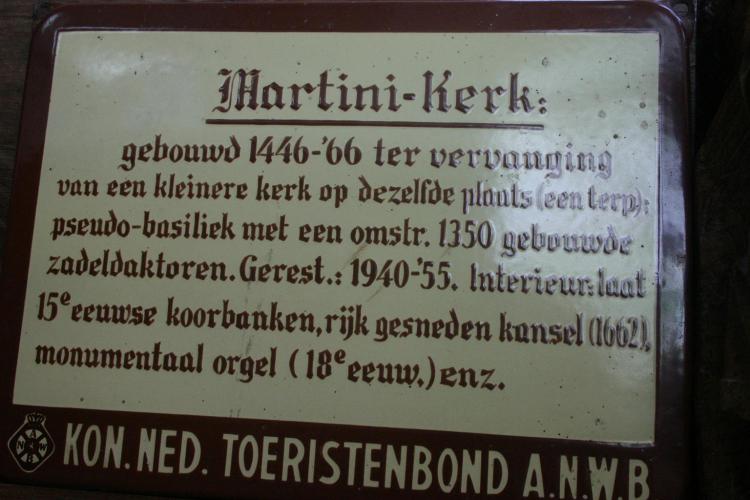 Martini-Kerk:
gebouwd 1446-'66 ter vervanging
van een kleinere kerk op dezelfde plaats (een terp);
pseudo-basiliek met een omstr. 1350 gebouwde
zadeldaktoren. Gerest.: 1940-'55. Interieur: laat
15e eeuwse koorbanken, rijk gesneden kansel (1662),
monumentaal orgel (18e eeuw.) enz.
KON. NED. TOERISTENBOND A.N.W.B
A
N W
B